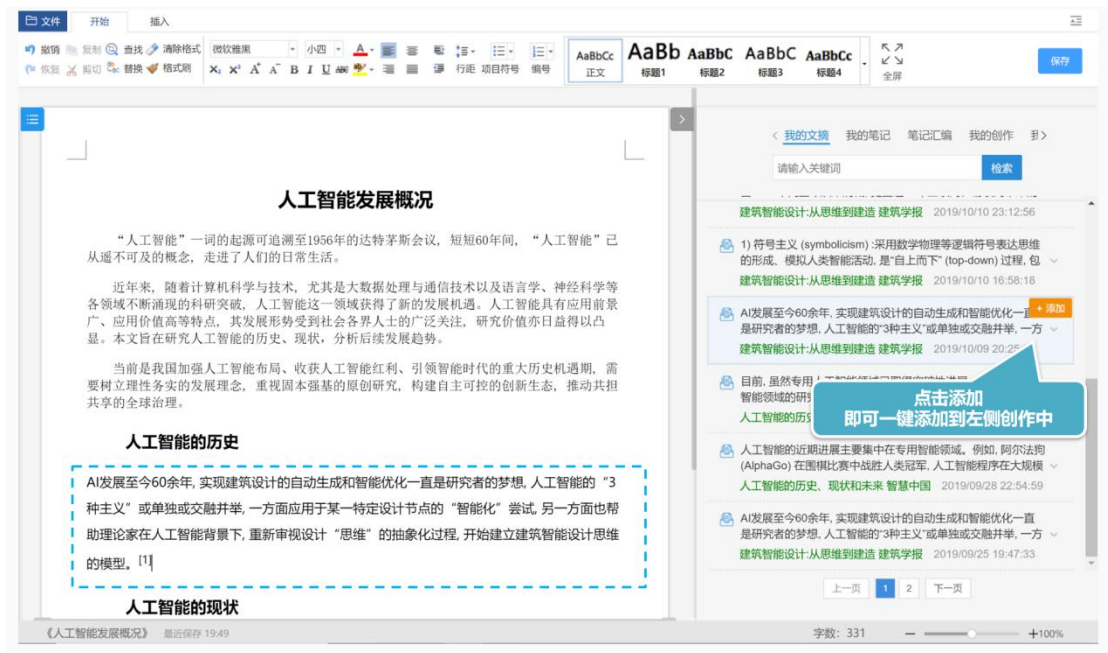 文件 开始 插入
撤销 复制 查找 清除格式 微软雅黑 小四 A
恢复 剪切 替换 格式刷 X₂ X² A⁺ A⁻ B I U ABC 行距 项目符号 编号
AaBbCc AaBb AaBbC AaBbC AaBbCc
正文 标题1 标题2 标题3 标题4 全屏
保存
人工智能发展概况
“人工智能”一词的起源可追溯至1956年的达特茅斯会议，短短60年间，“人工智能”已
从遥不可及的概念，走进了人们的日常生活。
近年来，随着计算机科学与技术，尤其是大数据处理与通信技术以及语言学、神经科学等
各领域不断涌现的科研突破，人工智能这一领域获得了新的发展机遇。人工智能具有应用前景
广、应用价值高等特点，其发展形势受到社会各界人士的广泛关注，研究价值亦日益得以凸
显。本文旨在研究人工智能的历史、现状，分析后续发展趋势。
当前是我国加强人工智能布局、收获人工智能红利、引领智能时代的重大历史机遇期，需
要树立理性务实的发展理念，重视固本强基的原创研究，构建自主可控的创新生态，推动共担
共享的全球治理。
人工智能的历史
AI发展至今60余年, 实现建筑设计的自动生成和智能优化一直是研究者的梦想, 人工智能的“3
种主义”或单独或交融并举, 一方面应用于某一特定设计节点的“智能化”尝试, 另一方面也帮
助理论家在人工智能背景下, 重新审视设计“思维”的抽象化过程, 开始建立建筑智能设计思维
的模型。[1]
人工智能的现状
我的文摘 我的笔记 笔记汇编 我的创作
请输入关键词 检索
建筑智能设计:从思维到建造 建筑学报 2019/10/10 23:12:56
1) 符号主义 (symbolicism) :采用数学物理等逻辑符号表达思维
的形成、模拟人类智能活动, 是"自上而下" (top-down) 过程, 包
建筑智能设计:从思维到建造 建筑学报 2019/10/10 16:58:18
AI发展至今60余年, 实现建筑设计的自动生成和智能优化一直
+ 添加
是研究者的梦想, 人工智能的"3种主义"或单独或交融并举, 一方
建筑智能设计:从思维到建造 建筑学报 2019/10/09 20:25
点击添加
即可一键添加到左侧创作中
目前, 虽然专用人工智能领域已取得突破性进展
智能领域的研
人工智能的历史
人工智能的近期进展主要集中在专用智能领域。例如, 阿尔法狗
(AlphaGo) 在围棋比赛中战胜人类冠军, 人工智能程序在大规模
人工智能的历史、现状和未来 智慧中国 2019/09/28 22:54:59
AI发展至今60余年, 实现建筑设计的自动生成和智能优化一直
是研究者的梦想, 人工智能的"3种主义"或单独或交融并举, 一方
建筑智能设计:从思维到建造 建筑学报 2019/09/25 19:47:33
上一页 1 2 下一页
《人工智能发展概况》 最近保存 19:49 字数: 331 100%